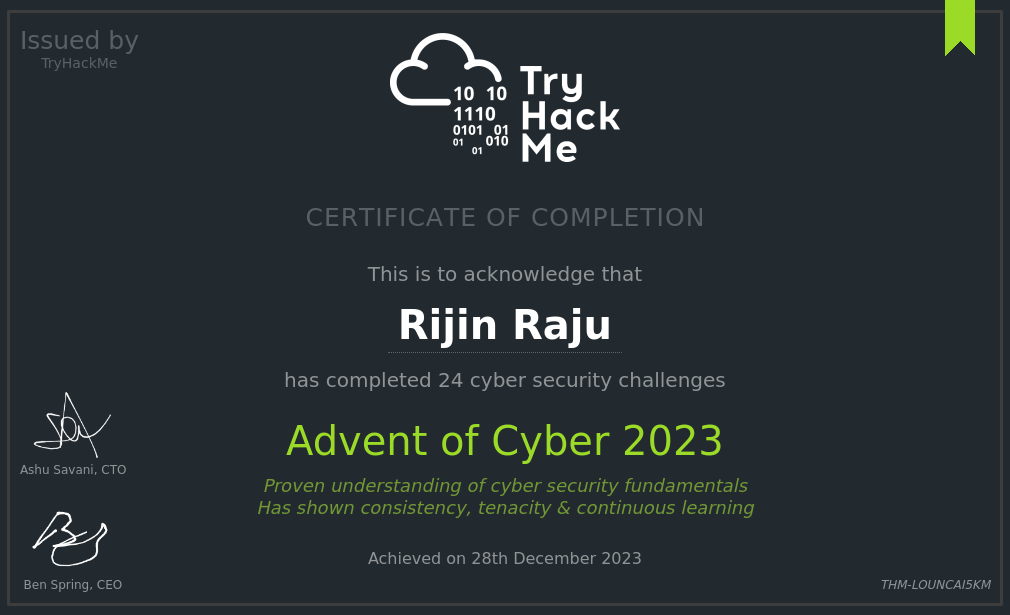 Issued by
TryHackMe
10 10
1110
0101 01
01 010
01
Try
Hack
Me
CERTIFICATE OF COMPLETION
This is to acknowledge that
Rijin Raju
has completed 24 cyber security challenges
Advent of Cyber 2023
Proven understanding of cyber security fundamentals
Has shown consistency, tenacity & continuous learning
Ashu Savani, CTO
Ben Spring, CEO
Achieved on 28th December 2023
THM-LOUNCAI5KM